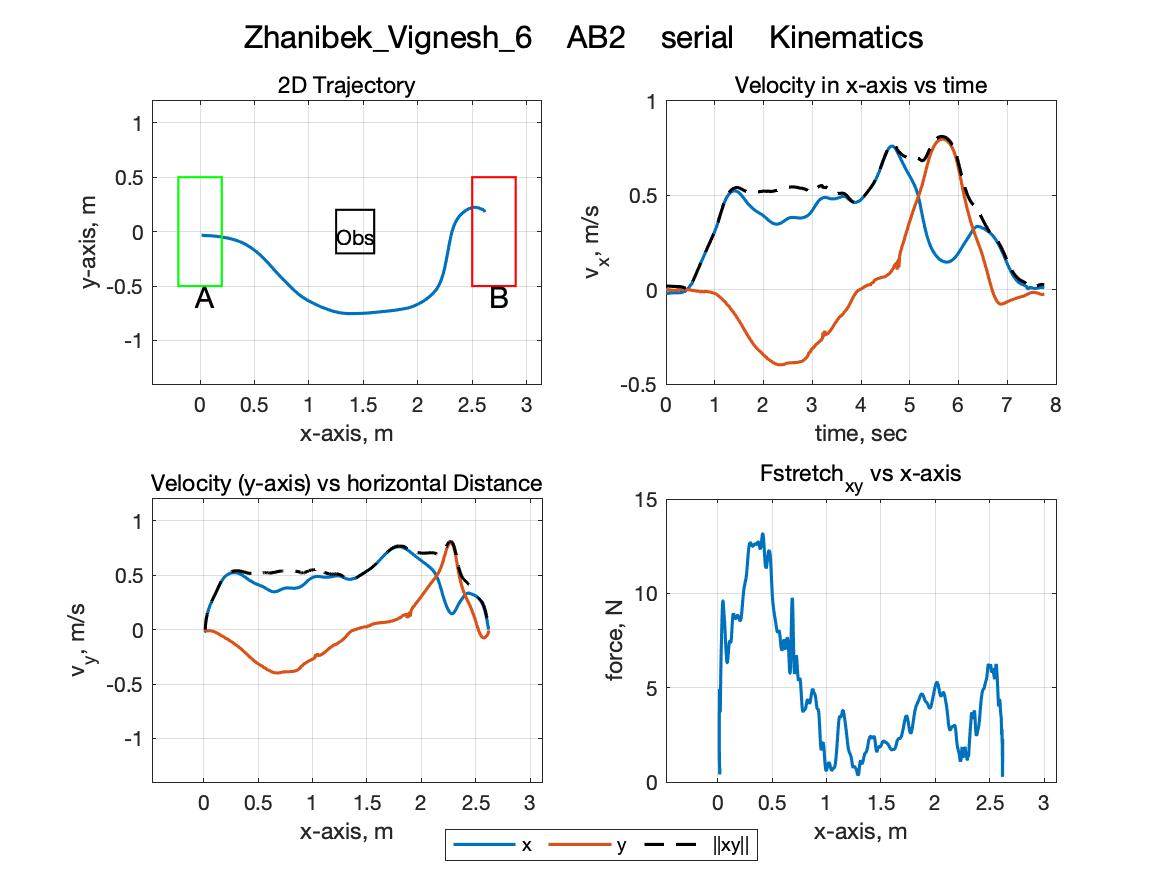 Zhanibek_Vignesh_6 AB2 serial Kinematics
2D Trajectory
1
0.5
0
-0.5
-1
y-axis, m
Obs
A
B
0 0.5 1 1.5 2 2.5 3
x-axis, m
Velocity in x-axis vs time
1
0.5
0
-0.5
v_x, m/s
0 1 2 3 4 5 6 7 8
time, sec
Velocity (y-axis) vs horizontal Distance
1
0.5
0
-0.5
-1
v_y, m/s
0 0.5 1 1.5 2 2.5 3
x-axis, m
Fstretch_xy vs x-axis
15
10
5
0
force, N
0 0.5 1 1.5 2 2.5 3
x-axis, m
x y ||xy||